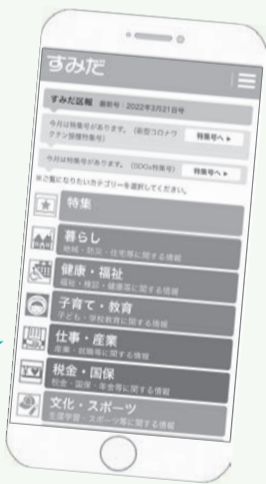 すみだ
すみだ区報 最新号：2022年3月21日号
今月は特集号があります。（新型コロナワ
クチン接種特集号）
特集号へ ▶
今月は特集号があります。（SDGs特集号）
特集号へ ▶
※ご覧になりたいカテゴリーを選択してください。
特集
暮らし
地域・防災・住宅等に関する情報
健康・福祉
福祉・検診・健康等に関する情報
子育て・教育
子ども・学校教育に関する情報
仕事・産業
産業・就職等に関する情報
税金・国保
税金・国保・年金等に関する情報
文化・スポーツ
生涯学習・スポーツ等に関する情報